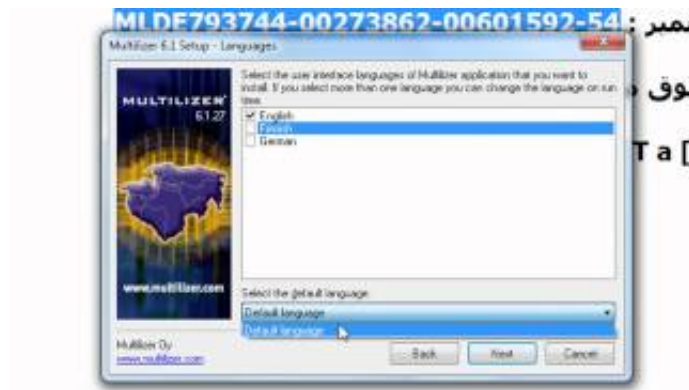 MLDE793744-00273862-00601592-54 :
Multilizer 6.1 Setup - Languages
Select the user interface languages of Multilizer application that you want to
install. If you select more than one language you can change the language on run
time.
MULTILIZER
6.1.27
English
Finnish
German
www.multilizer.com
Select the default language
Default language
Default language
T a [
Multilizer Oy
www.multilizer.com
Back
Next
Cancel